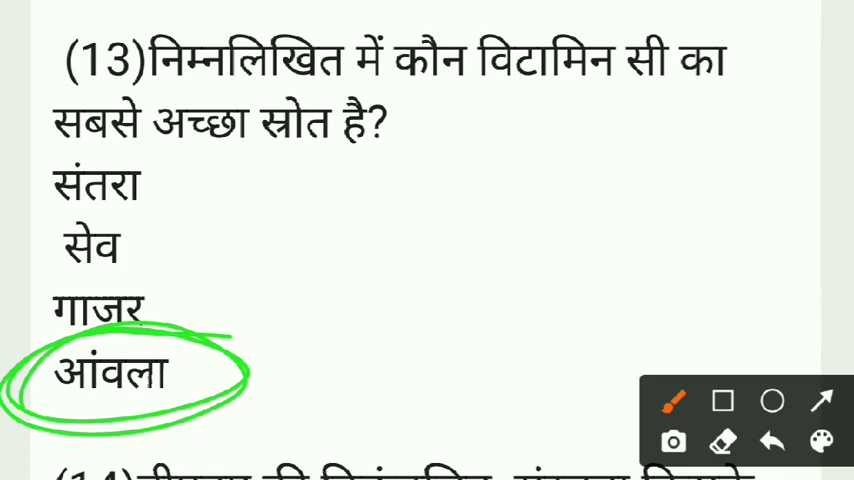 (13)निम्नलिखित में कौन विटामिन सी का
सबसे अच्छा स्रोत है?
संतरा
सेव
गाजर
आंवला